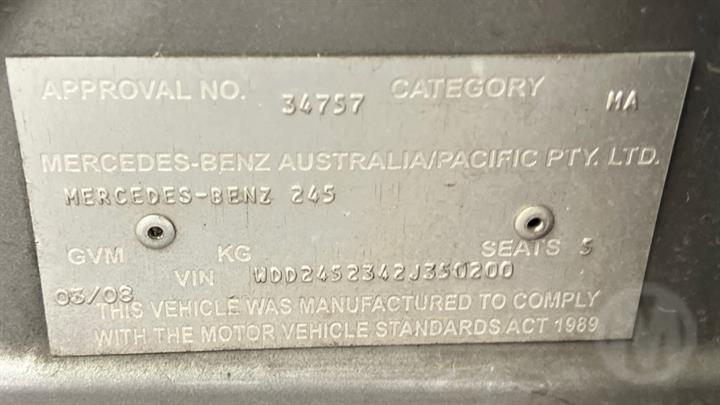 APPROVAL NO. 34757 CATEGORY MA
MERCEDES-BENZ AUSTRALIA/PACIFIC PTY. LTD.
MERCEDES-BENZ 245
GVM KG SEATS 5
VIN WDD2452342J350200
03/08
THIS VEHICLE WAS MANUFACTURED TO COMPLY
WITH THE MOTOR VEHICLE STANDARDS ACT 1989
M